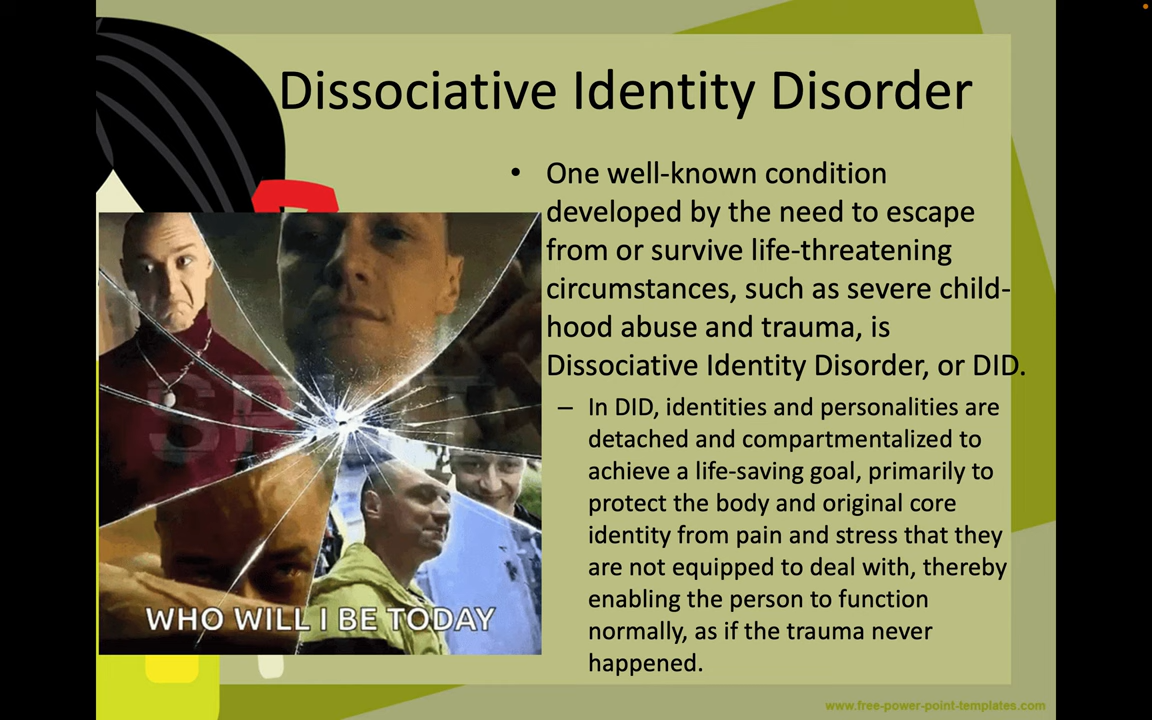 Dissociative Identity Disorder
• One well-known condition
developed by the need to escape
from or survive life-threatening
circumstances, such as severe child-
hood abuse and trauma, is
Dissociative Identity Disorder, or DID.
– In DID, identities and personalities are
detached and compartmentalized to
achieve a life-saving goal, primarily to
protect the body and original core
identity from pain and stress that they
are not equipped to deal with, thereby
enabling the person to function
normally, as if the trauma never
happened.
SPLIT
WHO WILL I BE TODAY
www.free-power-point-templates.com